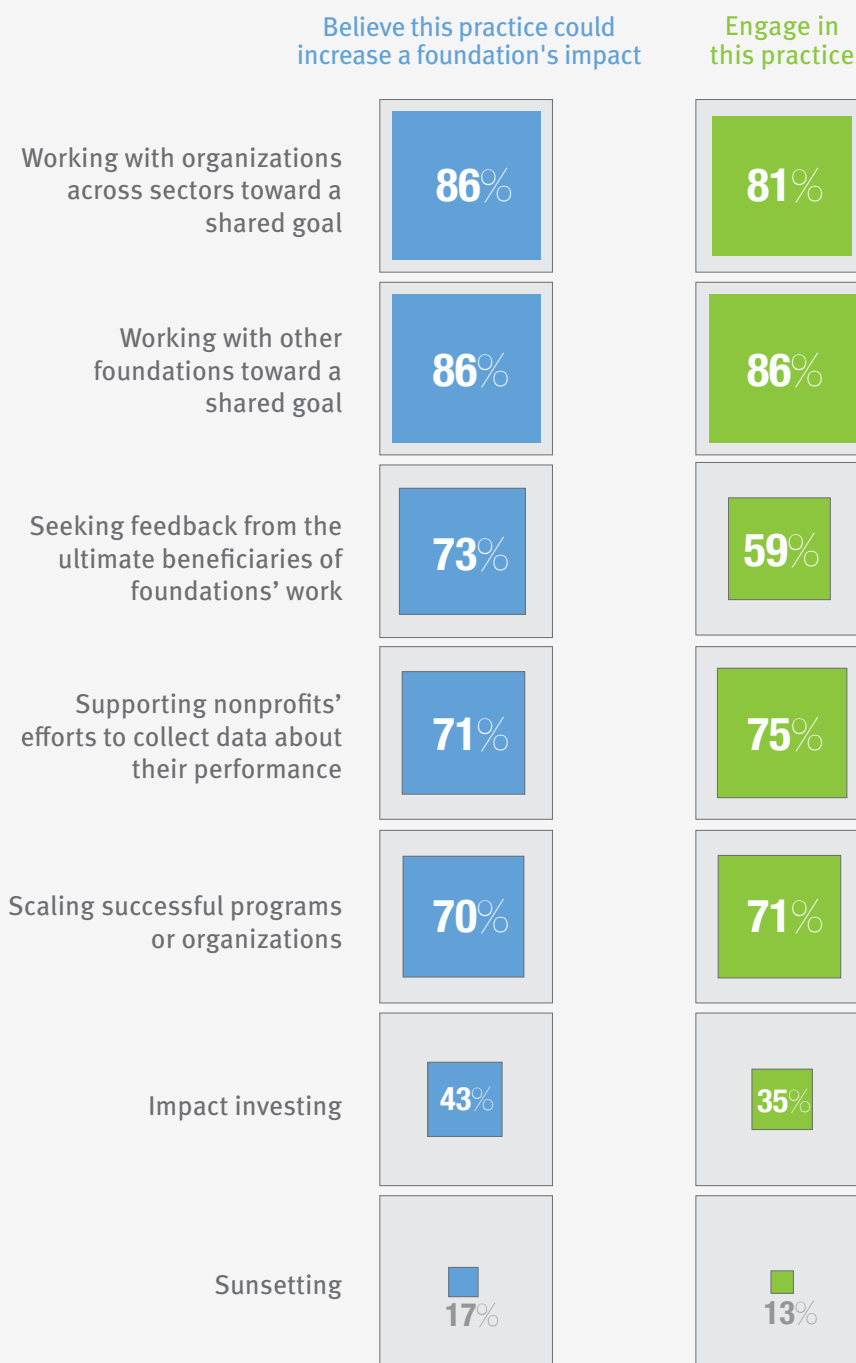 Believe this practice could
increase a foundation's impact
Engage in
this practice
Working with organizations
across sectors toward a
shared goal
86%
81%
Working with other
foundations toward a
shared goal
86%
86%
Seeking feedback from the
ultimate beneficiaries of
foundations’ work
73%
59%
Supporting nonprofits’
efforts to collect data about
their performance
71%
75%
Scaling successful programs
or organizations
70%
71%
Impact investing
43%
35%
Sunsetting
17%
13%